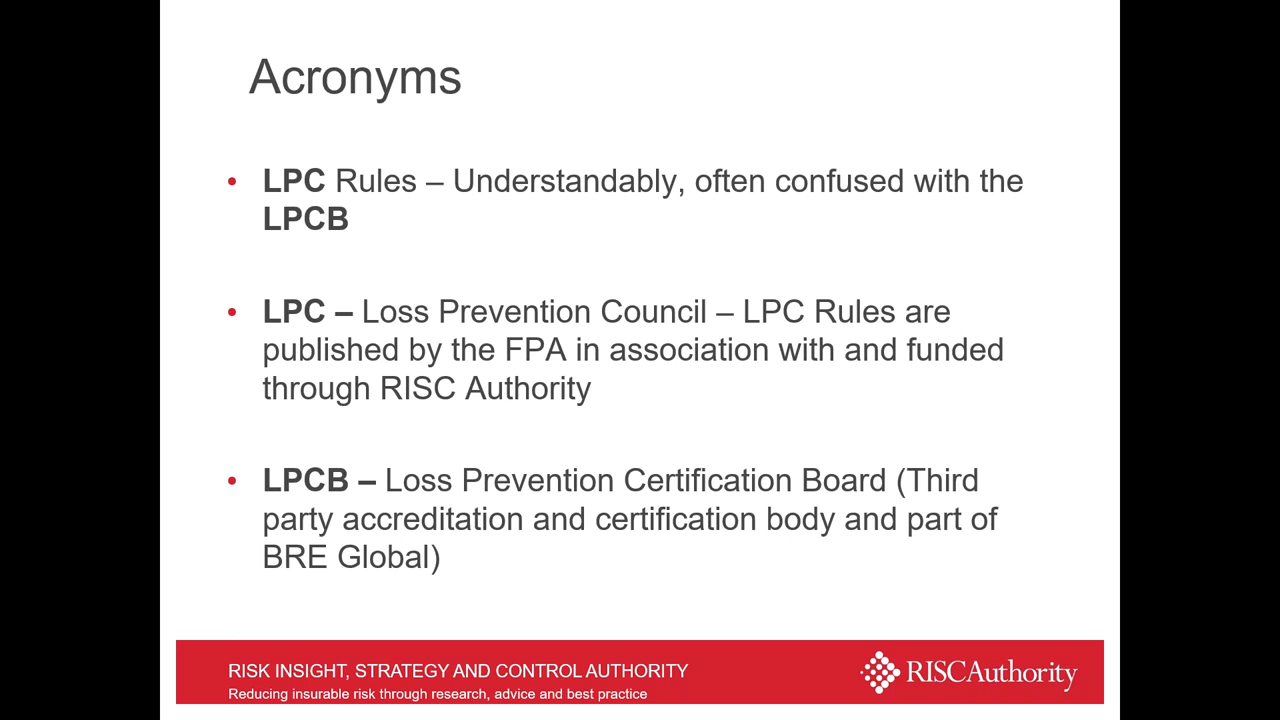 Acronyms
• LPC Rules – Understandably, often confused with the
LPCB
• LPC – Loss Prevention Council – LPC Rules are
published by the FPA in association with and funded
through RISC Authority
• LPCB – Loss Prevention Certification Board (Third
party accreditation and certification body and part of
BRE Global)
RISK INSIGHT, STRATEGY AND CONTROL AUTHORITY
Reducing insurable risk through research, advice and best practice
RISCAuthority